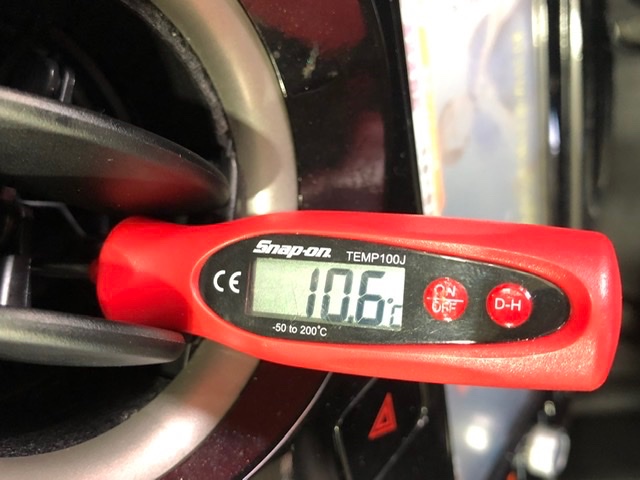 Snap-on
TEMP100J
CE
10.6℃
ON
OFF
D-H
-50 to 200℃